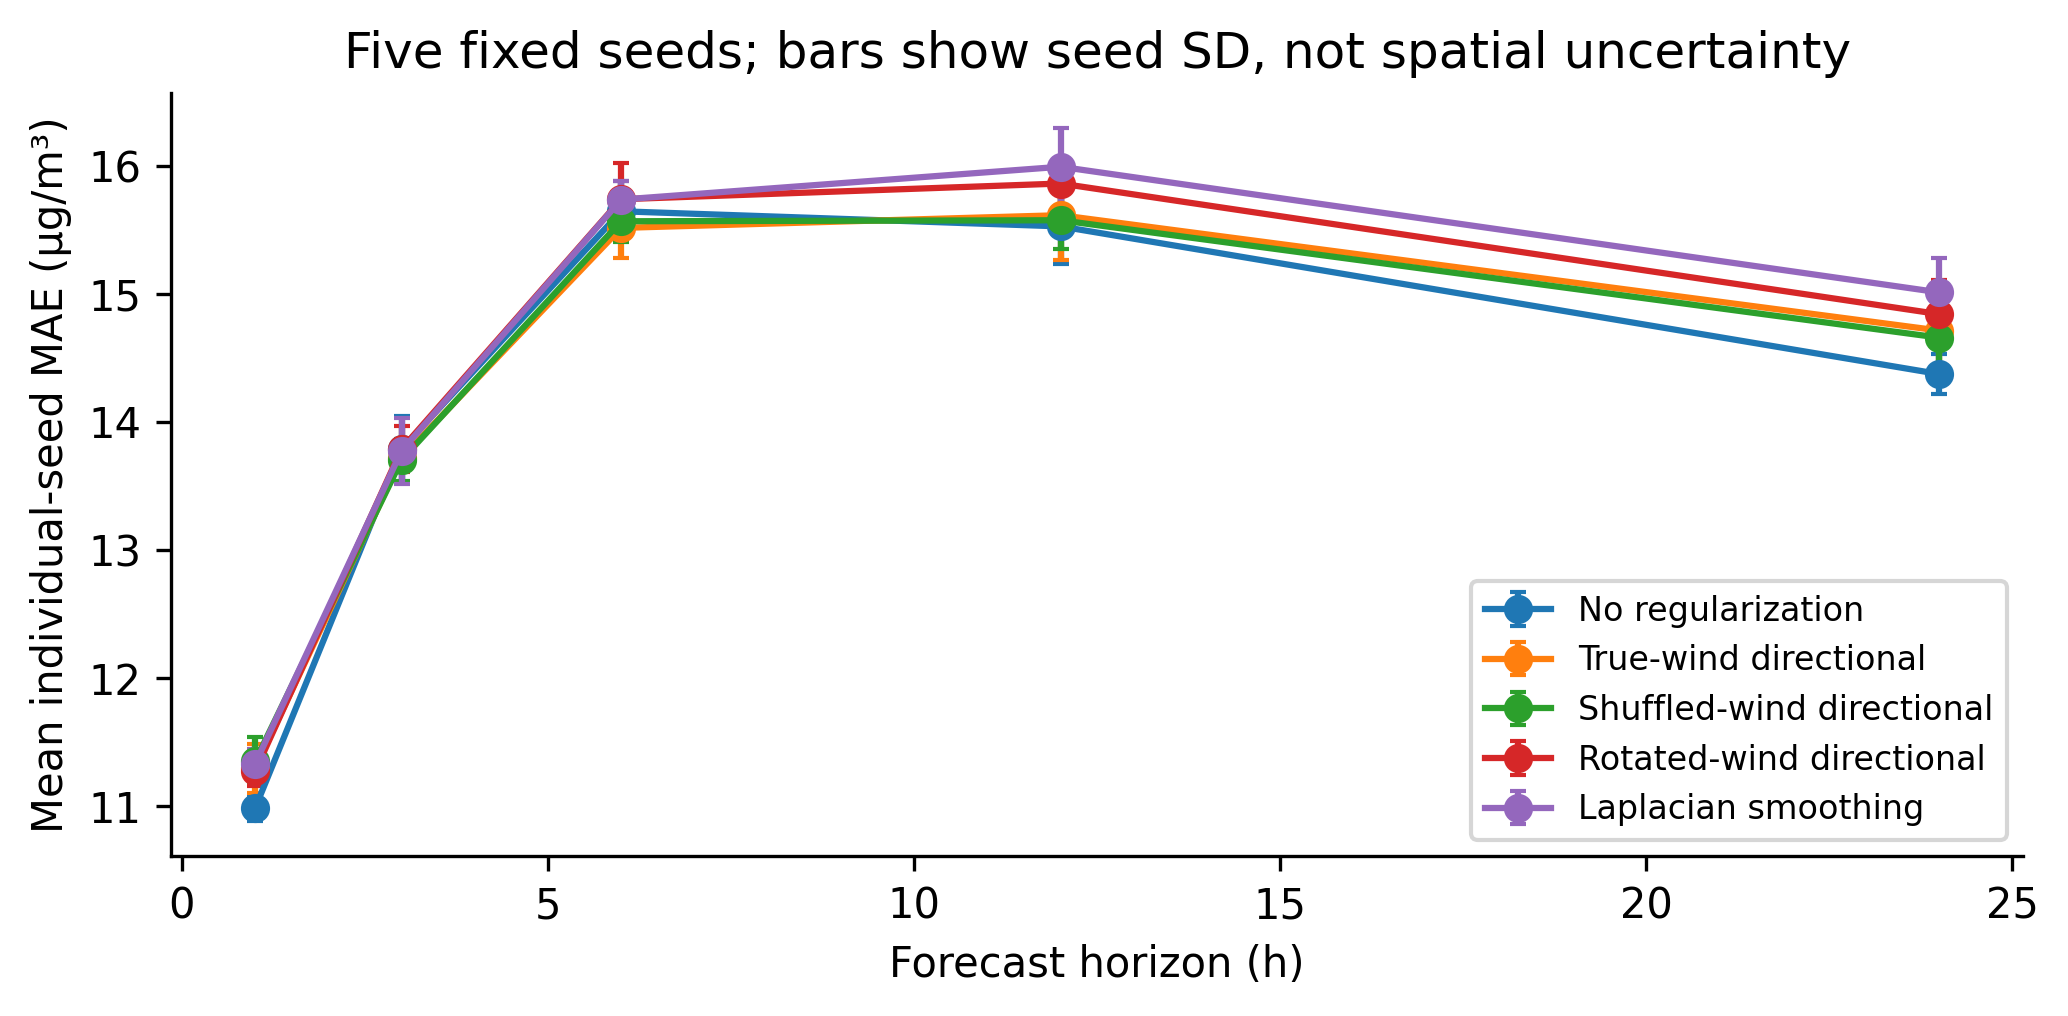 Five fixed seeds; bars show seed SD, not spatial uncertainty
Mean individual-seed MAE (µg/m³)
16
15
14
13
12
11
0 5 10 15 20 25
Forecast horizon (h)
No regularization
True-wind directional
Shuffled-wind directional
Rotated-wind directional
Laplacian smoothing